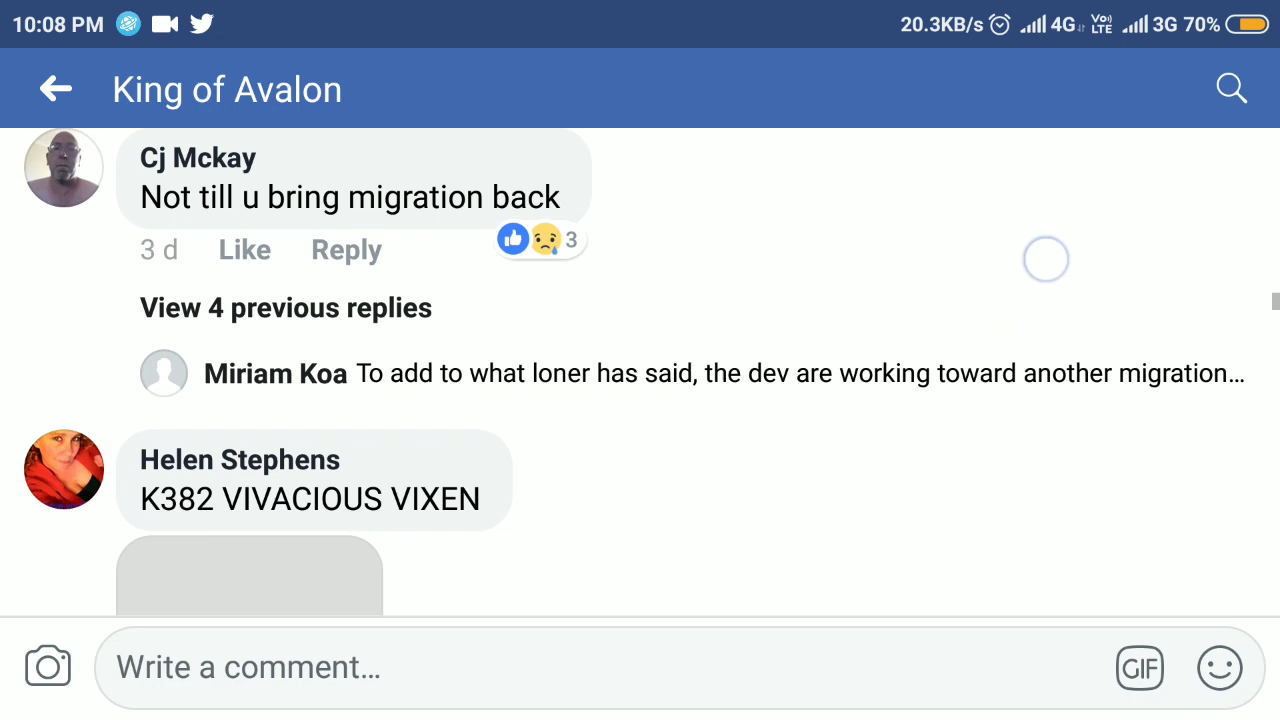 10:08 PM 20.3KB/s 4G Vo) LTE 3G 70%
King of Avalon
Cj Mckay
Not till u bring migration back
3 d Like Reply 3
View 4 previous replies
Miriam Koa To add to what loner has said, the dev are working toward another migration...
Helen Stephens
K382 VIVACIOUS VIXEN
Write a comment... GIF